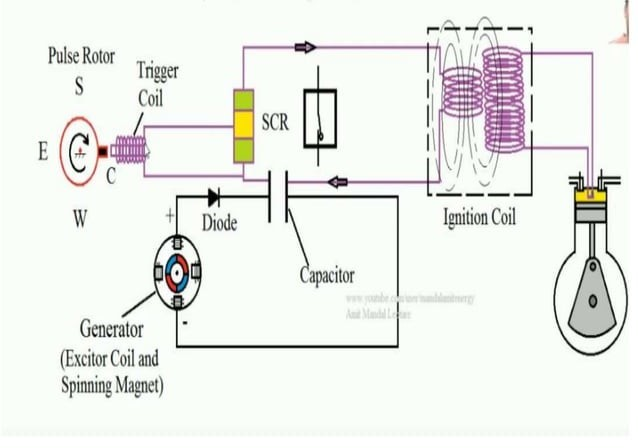 Pulse Rotor
S
Trigger
Coil
SCR
E
C
W
+
Diode
Ignition Coil
Capacitor
Amit Mandal Lecture
-
Generator
(Excitor Coil and
Spinning Magnet)